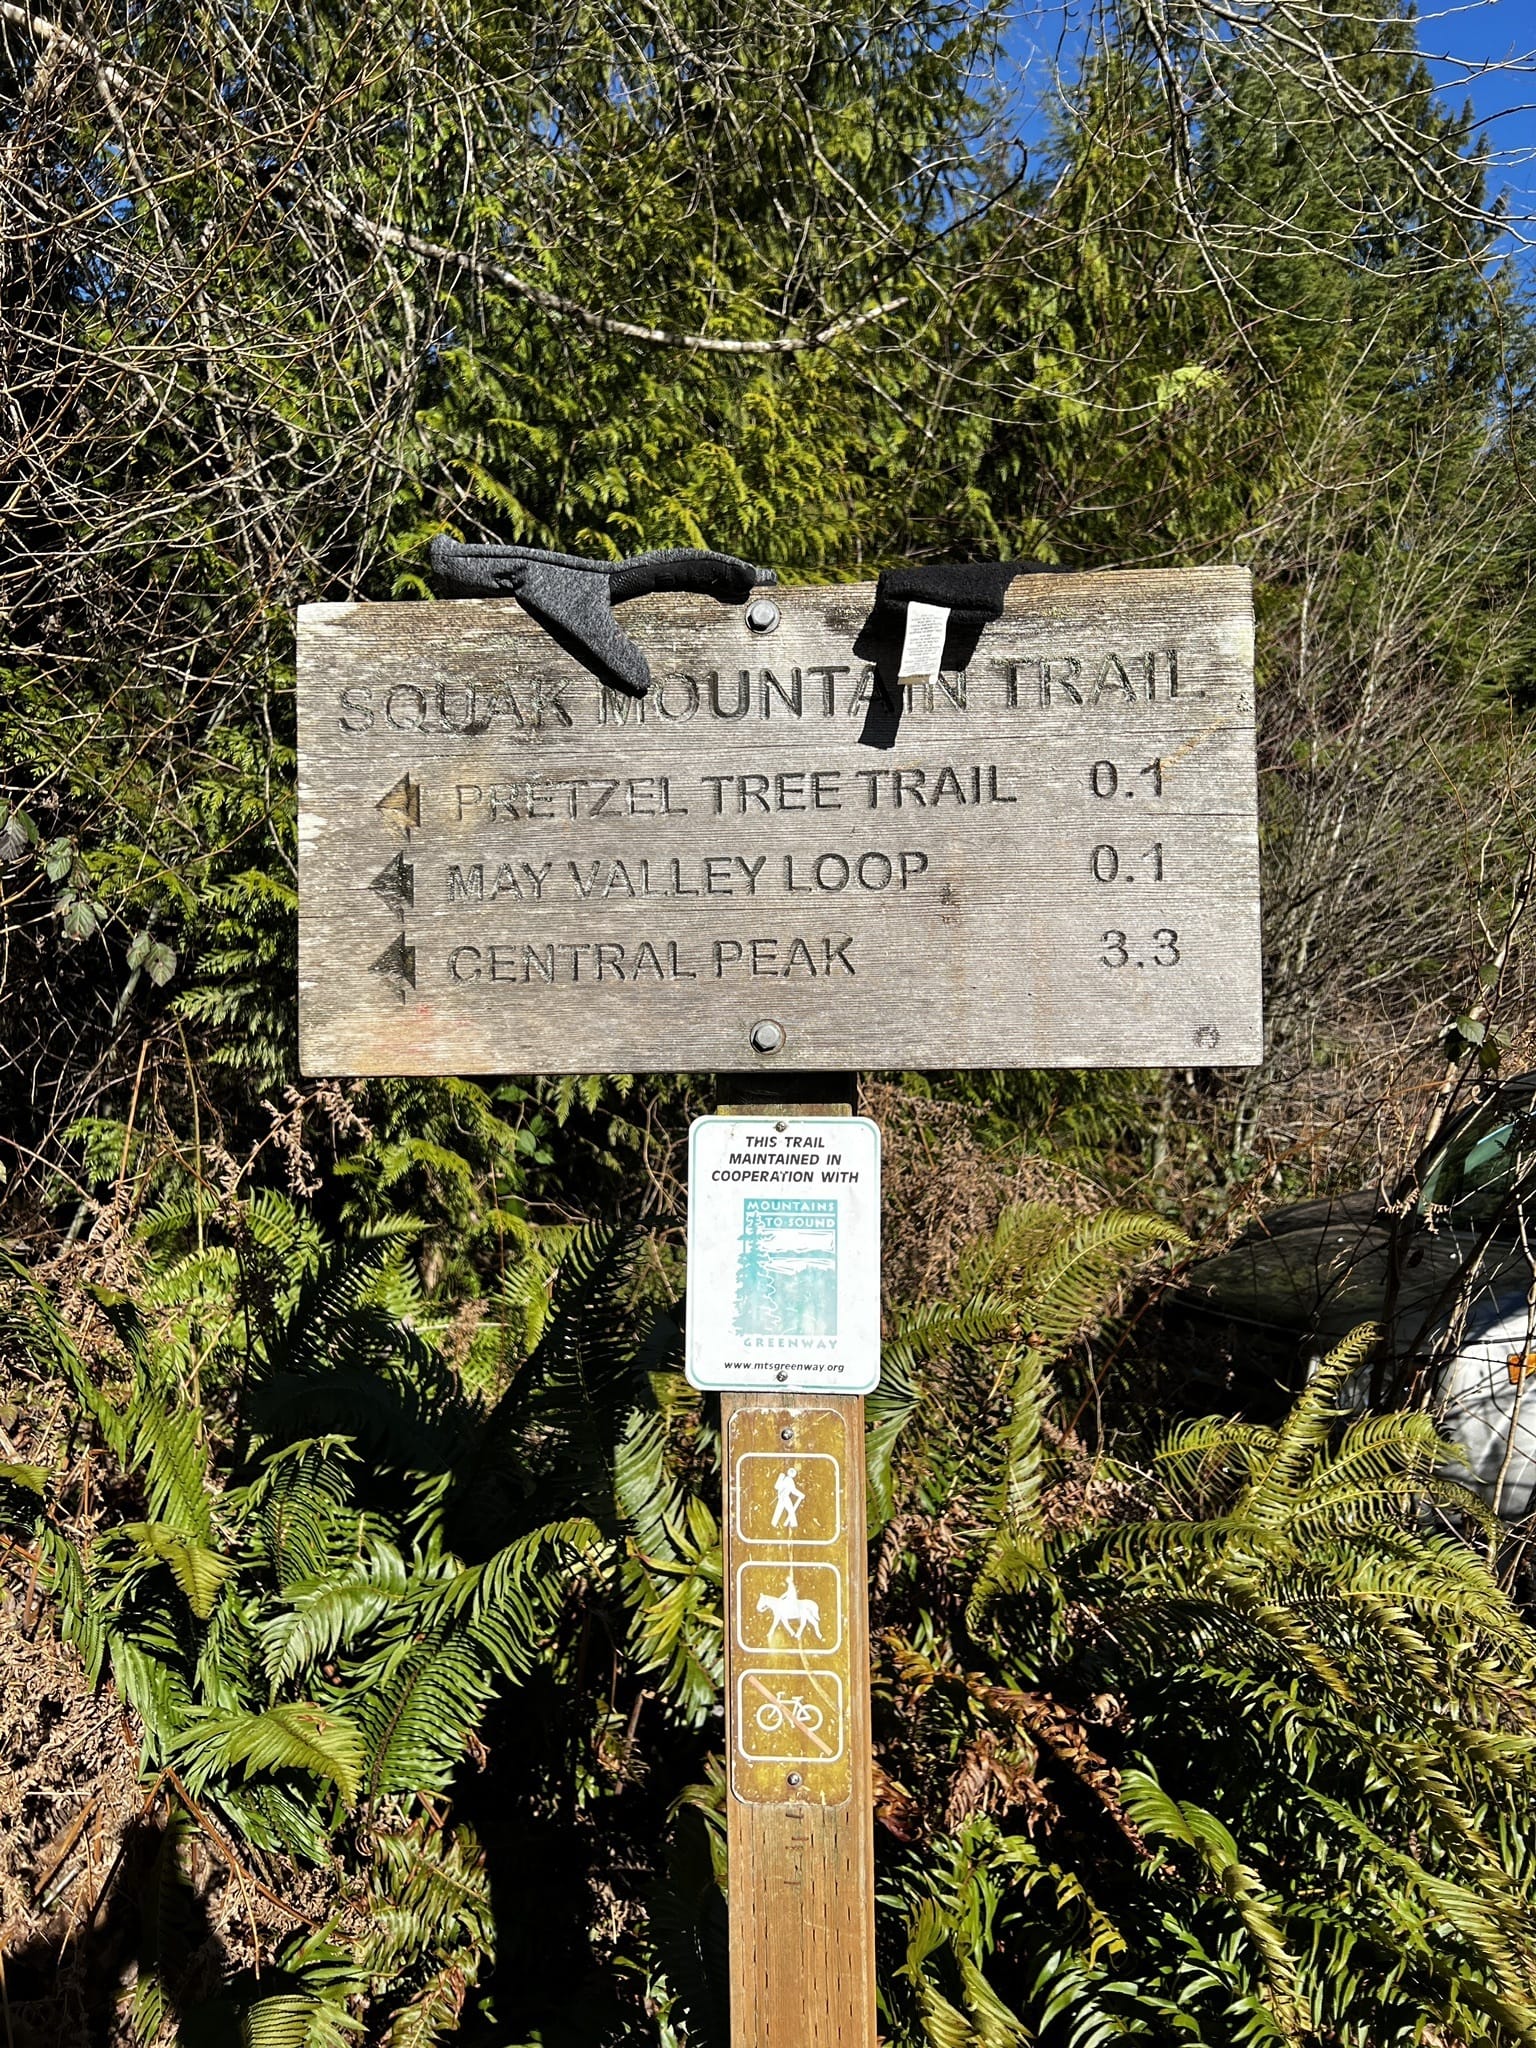 SQUAK MOUNTAIN TRAIL
PRETZEL TREE TRAIL 0.1
MAY VALLEY LOOP 0.1
CENTRAL PEAK 3.3
THIS TRAIL
MAINTAINED IN
COOPERATION WITH
MOUNTAINS
TO·SOUND
GREENWAY
www.mtsgreenway.org